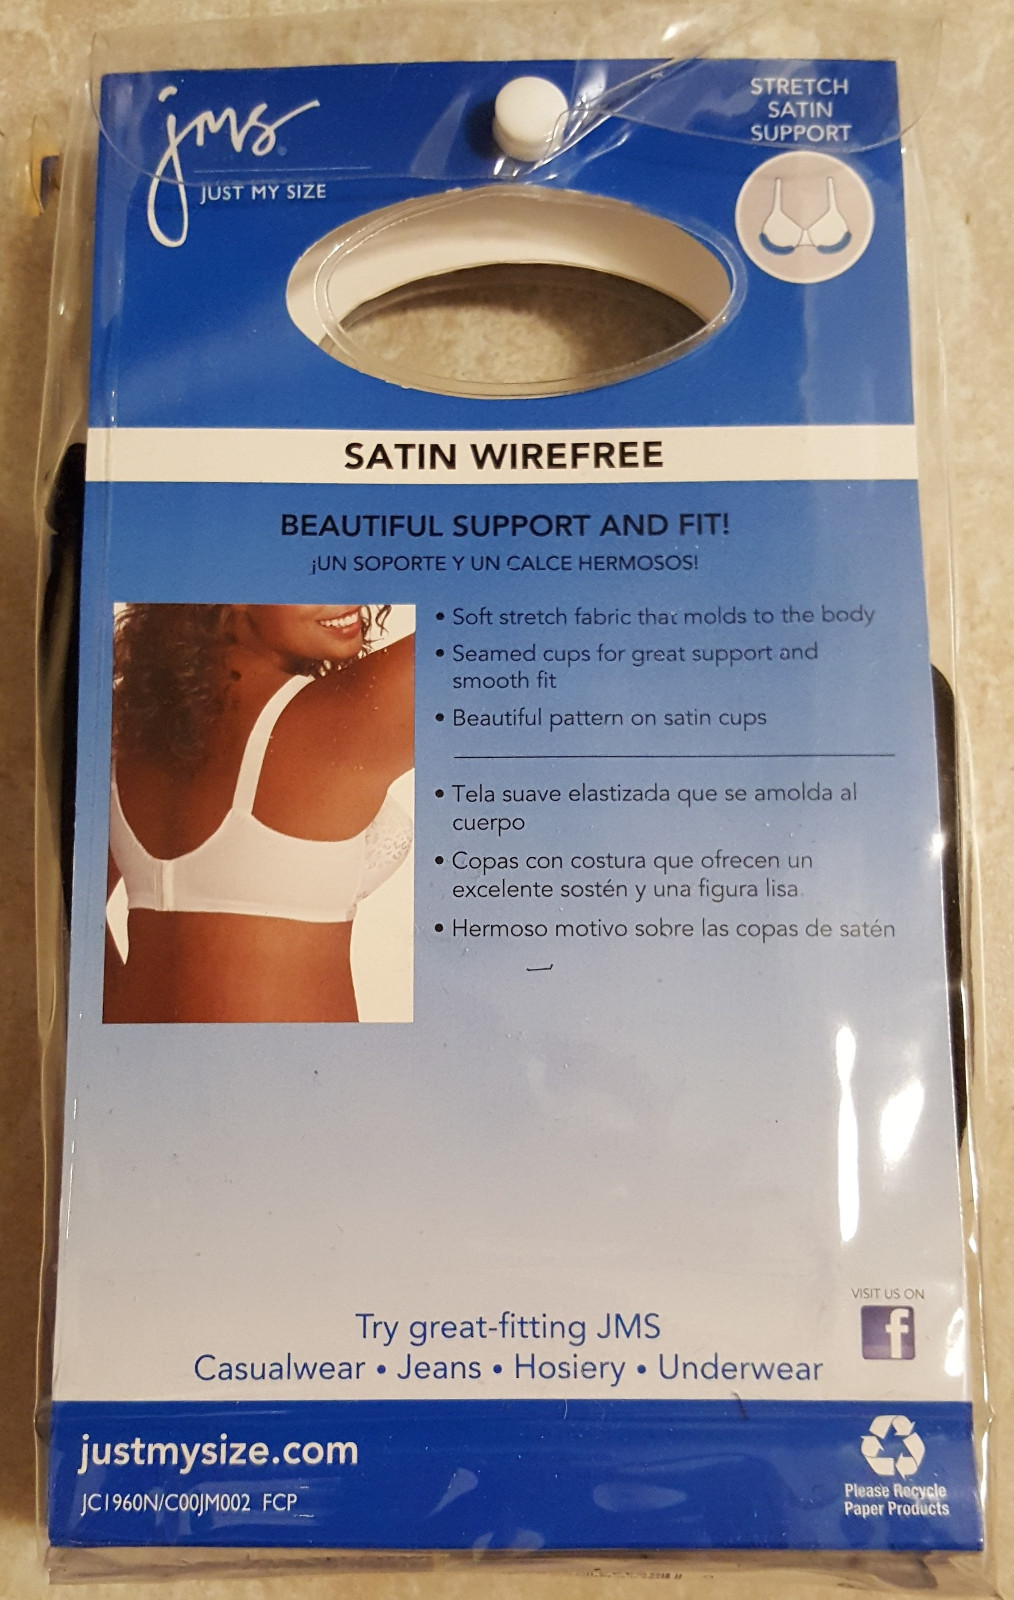 jms
JUST MY SIZE
STRETCH
SATIN
SUPPORT
SATIN WIREFREE
BEAUTIFUL SUPPORT AND FIT!
¡UN SOPORTE Y UN CALCE HERMOSOS!
• Soft stretch fabric that molds to the body
• Seamed cups for great support and
smooth fit
• Beautiful pattern on satin cups
• Tela suave elastizada que se amolda al
cuerpo
• Copas con costura que ofrecen un
excelente sostén y una figura lisa.
• Hermoso motivo sobre las copas de satén
VISIT US ON
f
Try great-fitting JMS
Casualwear • Jeans • Hosiery • Underwear
justmysize.com
JC1960N/C00JM002 FCP
Please Recycle
Paper Products